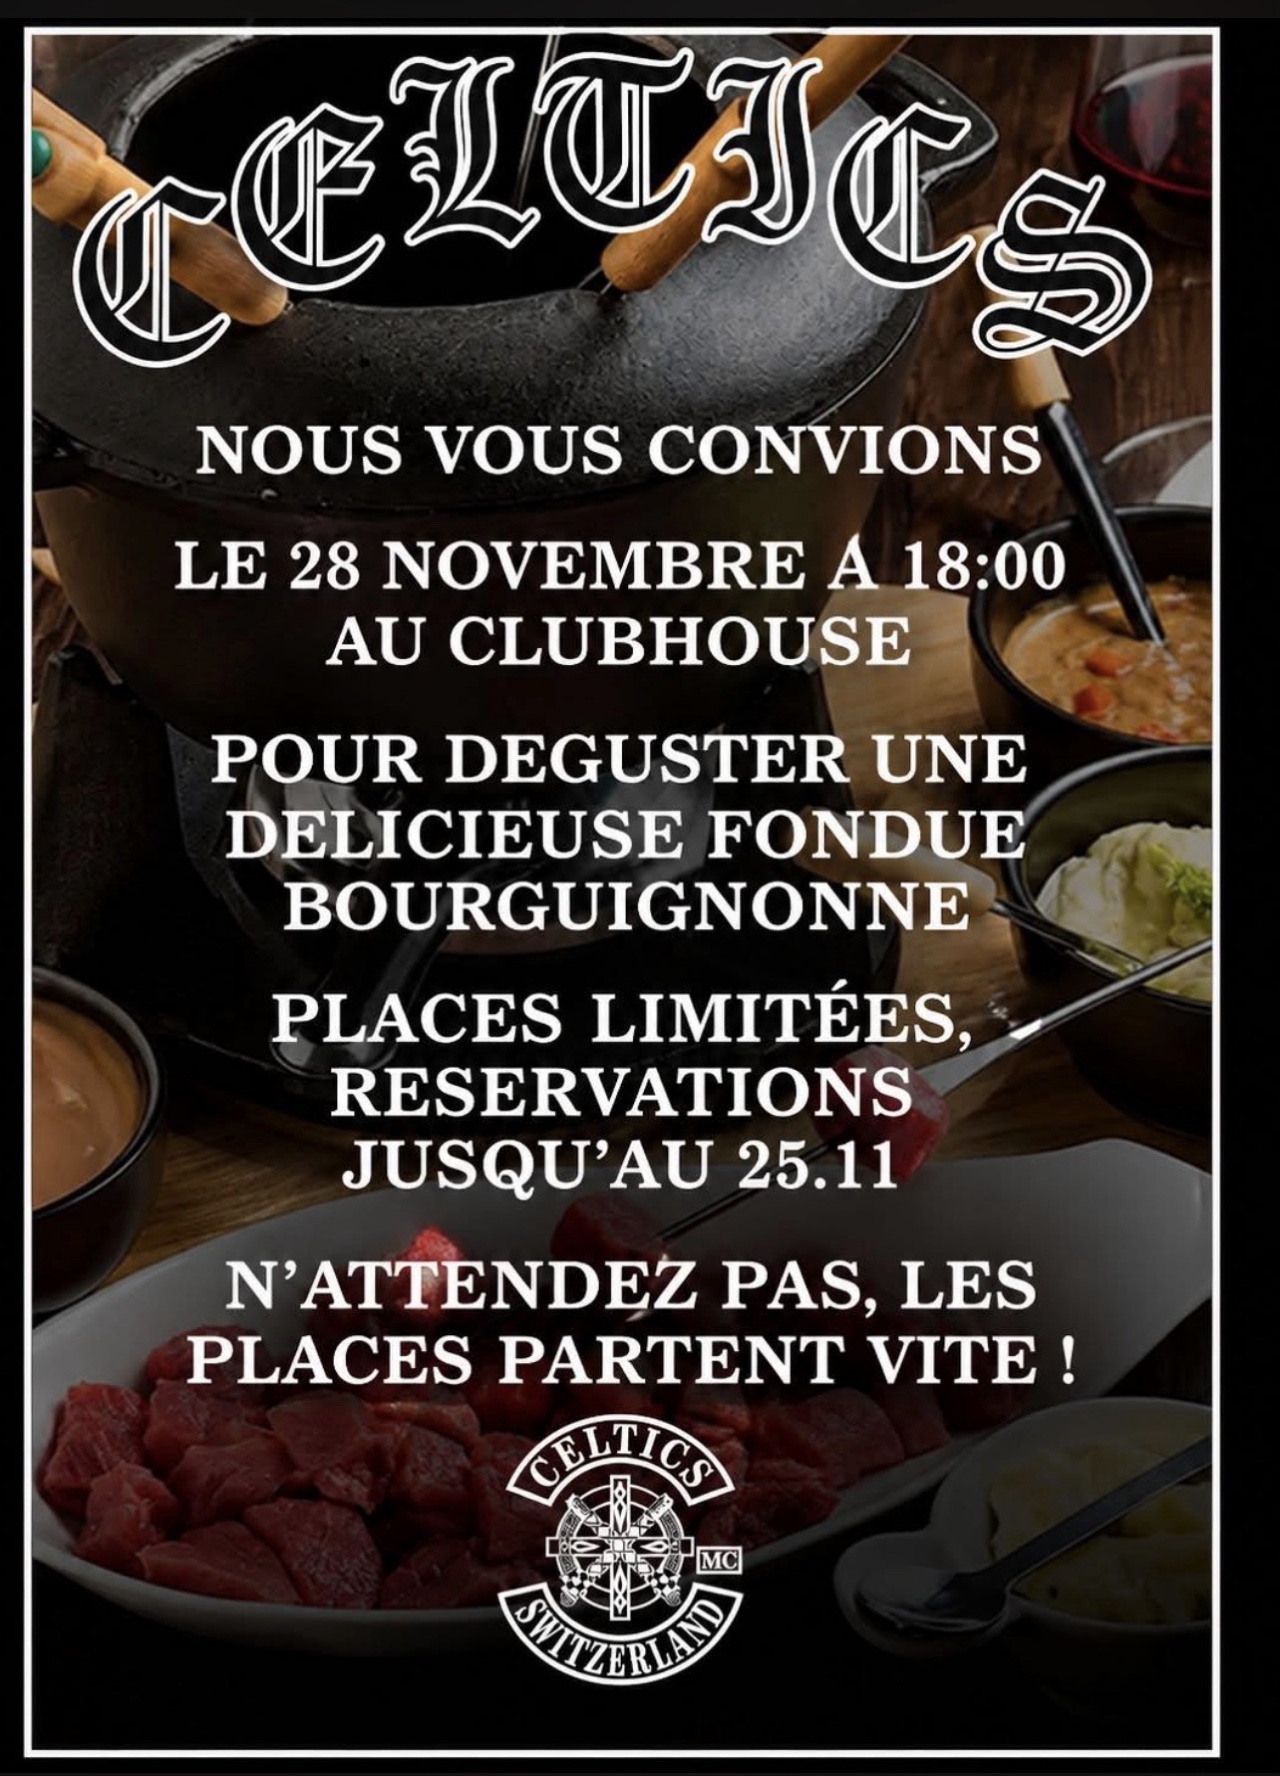 CELTICS
NOUS VOUS CONVIONS
LE 28 NOVEMBRE A 18:00
AU CLUBHOUSE
POUR DEGUSTER UNE
DELICIEUSE FONDUE
BOURGUIGNONNE
PLACES LIMITÉES,
RESERVATIONS
JUSQU'AU 25.11
N'ATTENDEZ PAS, LES
PLACES PARTENT VITE !
CELTICS
MC
SWITZERLAND